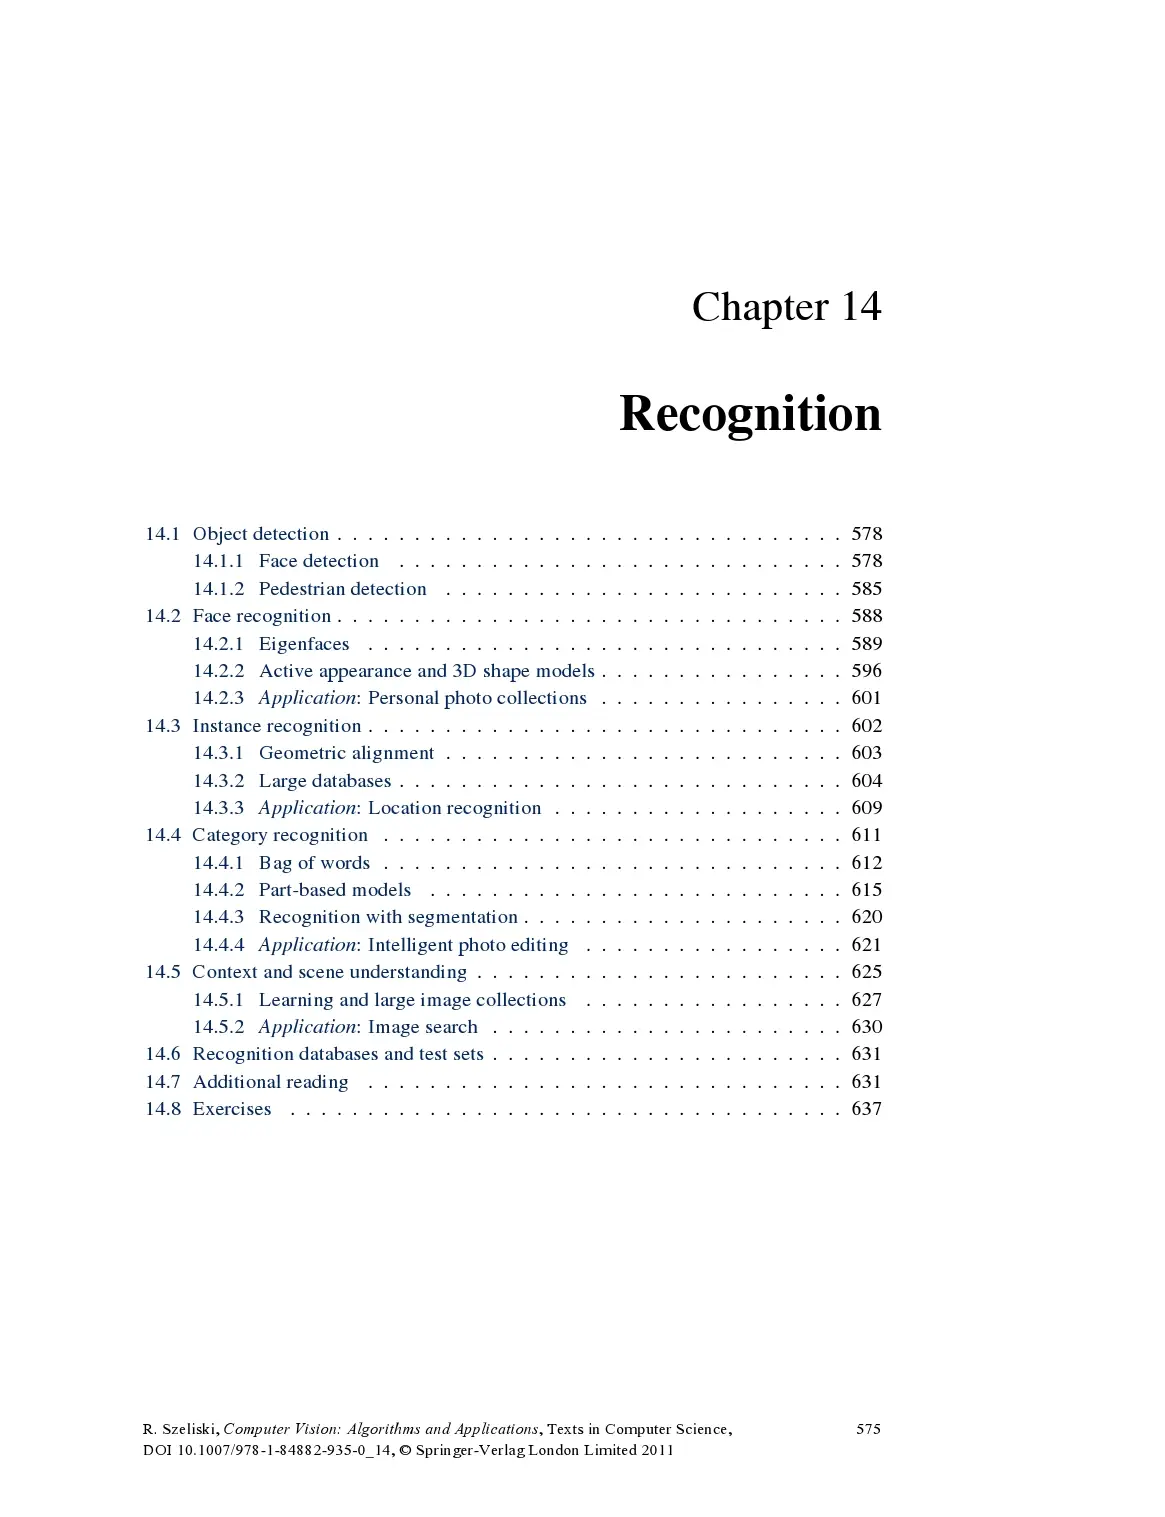 Chapter 14
Recognition
14.1 Object detection . . . . . . . . . . . . . . . . . . . . . . . . . . . . . . . . . 578
14.1.1 Face detection . . . . . . . . . . . . . . . . . . . . . . . . . . . . . 578
14.1.2 Pedestrian detection . . . . . . . . . . . . . . . . . . . . . . . . . . 585
14.2 Face recognition . . . . . . . . . . . . . . . . . . . . . . . . . . . . . . . . . 588
14.2.1 Eigenfaces . . . . . . . . . . . . . . . . . . . . . . . . . . . . . . . 589
14.2.2 Active appearance and 3D shape models . . . . . . . . . . . . . . . . 596
14.2.3 Application: Personal photo collections . . . . . . . . . . . . . . . . 601
14.3 Instance recognition . . . . . . . . . . . . . . . . . . . . . . . . . . . . . . . 602
14.3.1 Geometric alignment . . . . . . . . . . . . . . . . . . . . . . . . . . 603
14.3.2 Large databases . . . . . . . . . . . . . . . . . . . . . . . . . . . . . 604
14.3.3 Application: Location recognition . . . . . . . . . . . . . . . . . . . 609
14.4 Category recognition . . . . . . . . . . . . . . . . . . . . . . . . . . . . . . 611
14.4.1 Bag of words . . . . . . . . . . . . . . . . . . . . . . . . . . . . . . 612
14.4.2 Part-based models . . . . . . . . . . . . . . . . . . . . . . . . . . . 615
14.4.3 Recognition with segmentation . . . . . . . . . . . . . . . . . . . . . 620
14.4.4 Application: Intelligent photo editing . . . . . . . . . . . . . . . . . 621
14.5 Context and scene understanding . . . . . . . . . . . . . . . . . . . . . . . . 625
14.5.1 Learning and large image collections . . . . . . . . . . . . . . . . . 627
14.5.2 Application: Image search . . . . . . . . . . . . . . . . . . . . . . . 630
14.6 Recognition databases and test sets . . . . . . . . . . . . . . . . . . . . . . . 631
14.7 Additional reading . . . . . . . . . . . . . . . . . . . . . . . . . . . . . . . 631
14.8 Exercises . . . . . . . . . . . . . . . . . . . . . . . . . . . . . . . . . . . . 637
R. Szeliski, Computer Vision: Algorithms and Applications, Texts in Computer Science, 575
DOI 10.1007/978-1-84882-935-0_14, © Springer-Verlag London Limited 2011